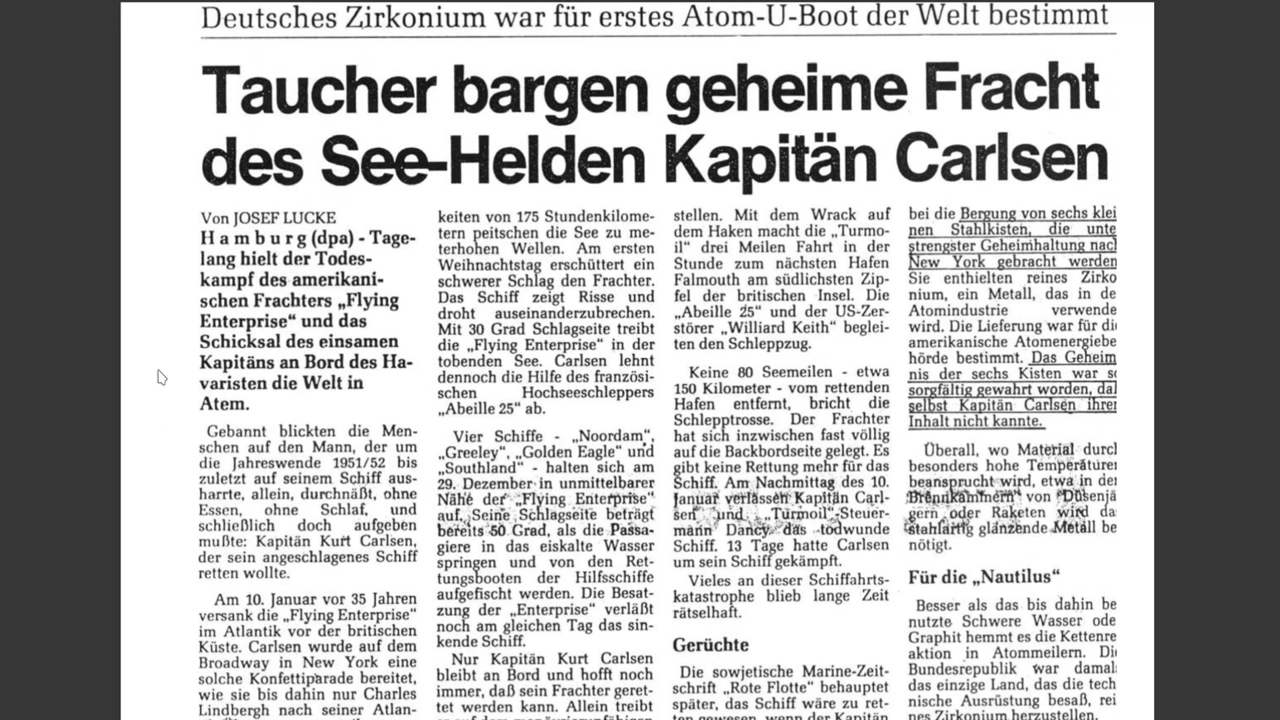 Deutsches Zirkonium war für erstes Atom-U-Boot der Welt bestimmt
Taucher bargen geheime Fracht
des See-Helden Kapitän Carlsen
Von JOSEF LUCKE
Hamburg (dpa) - Tage-
lang hielt der Todes-
kampf des amerikani-
schen Frachters „Flying
Enterprise“ und das
Schicksal des einsamen
Kapitäns an Bord des Ha-
varisten die Welt in
Atem.
Gebannt blickten die Men-
schen auf den Mann, der um
die Jahreswende 1951/52 bis
zuletzt auf seinem Schiff aus-
harrte, allein, durchnäßt, ohne
Essen, ohne Schlaf, und
schließlich doch aufgeben
mußte: Kapitän Kurt Carlsen,
der sein angeschlagenes Schiff
retten wollte.
Am 10. Januar vor 35 Jahren
versank die „Flying Enterprise“
im Atlantik vor der britischen
Küste. Carlsen wurde auf dem
Broadway in New York eine
solche Konfettiparade bereitet,
wie sie bis dahin nur Charles
Lindbergh nach seiner Atlan-
keiten von 175 Stundenkilome-
tern peitschen die See zu me-
terhohen Wellen. Am ersten
Weihnachtstag erschüttert ein
schwerer Schlag den Frachter.
Das Schiff zeigt Risse und
droht auseinanderzubrechen.
Mit 30 Grad Schlagseite treibt
die „Flying Enterprise“ in der
tobenden See. Carlsen lehnt
dennoch die Hilfe des französi-
schen Hochseeschleppers
„Abeille 25“ ab.
Vier Schiffe - „Noordam“,
„Greeley“, „Golden Eagle“ und
„Southland“ - halten sich am
29. Dezember in unmittelbarer
Nähe der „Flying Enterprise“
auf. Seine Schlagseite beträgt
bereits 50 Grad, als die Passa-
giere in das eiskalte Wasser
springen und von den Ret-
tungsbooten der Hilfsschiffe
aufgefischt werden. Die Besat-
zung der „Enterprise“ verläßt
noch am gleichen Tag das sin-
kende Schiff.
Nur Kapitän Kurt Carlsen
bleibt an Bord und hofft noch
immer, daß sein Frachter geret-
tet werden kann. Allein treibt
er auf dem manövrierunfähigen
stellen. Mit dem Wrack auf
dem Haken macht die „Turmo-
il“ drei Meilen Fahrt in der
Stunde zum nächsten Hafen
Falmouth am südlichsten Zip-
fel der britischen Insel. Die
„Abeille 25“ und der US-Zer-
störer „Williard Keith“ beglei-
ten den Schleppzug.
Keine 80 Seemeilen - etwa
150 Kilometer - vom rettenden
Hafen entfernt, bricht die
Schlepptrosse. Der Frachter
hat sich inzwischen fast völlig
auf die Backbordseite gelegt. Es
gibt keine Rettung mehr für das
Schiff. Am Nachmittag des 10.
Januar verlassen Kapitän Carl-
sen und „Turmoil“-Steuer-
mann Dancy das todwunde
Schiff. 13 Tage hatte Carlsen
um sein Schiff gekämpft.
Vieles an dieser Schiffahrts-
katastrophe blieb lange Zeit
rätselhaft.
Gerüchte
Die sowjetische Marine-Zeit-
schrift „Rote Flotte“ behauptet
später, das Schiff wäre zu ret-
ten gewesen, wenn der Kapitän
bei die Bergung von sechs klei
nen Stahlkisten, die unte
strengster Geheimhaltung nach
New York gebracht werden
Sie enthielten reines Zirko
nium, ein Metall, das in de
Atomindustrie verwende
wird. Die Lieferung war für die
amerikanische Atomenergiebe
hörde bestimmt. Das Geheim
nis der sechs Kisten war so
sorgfältig gewahrt worden, daß
selbst Kapitän Carlsen ihren
Inhalt nicht kannte.
Überall, wo Material durch
besonders hohe Temperaturen
beansprucht wird, etwa in den
Brennkammern von Düsenjä
gern oder Raketen wird da
stahlartig glänzende Metall be
nötigt.
Für die „Nautilus“
Besser als das bis dahin be
nutzte Schwere Wasser ode
Graphit hemmt es die Kettenre
aktion in Atommeilern. Die
Bundesrepublik war damal
das einzige Land, das die tech
nische Ausrüstung besaß, rei
nes Zirkonium herzustellen.